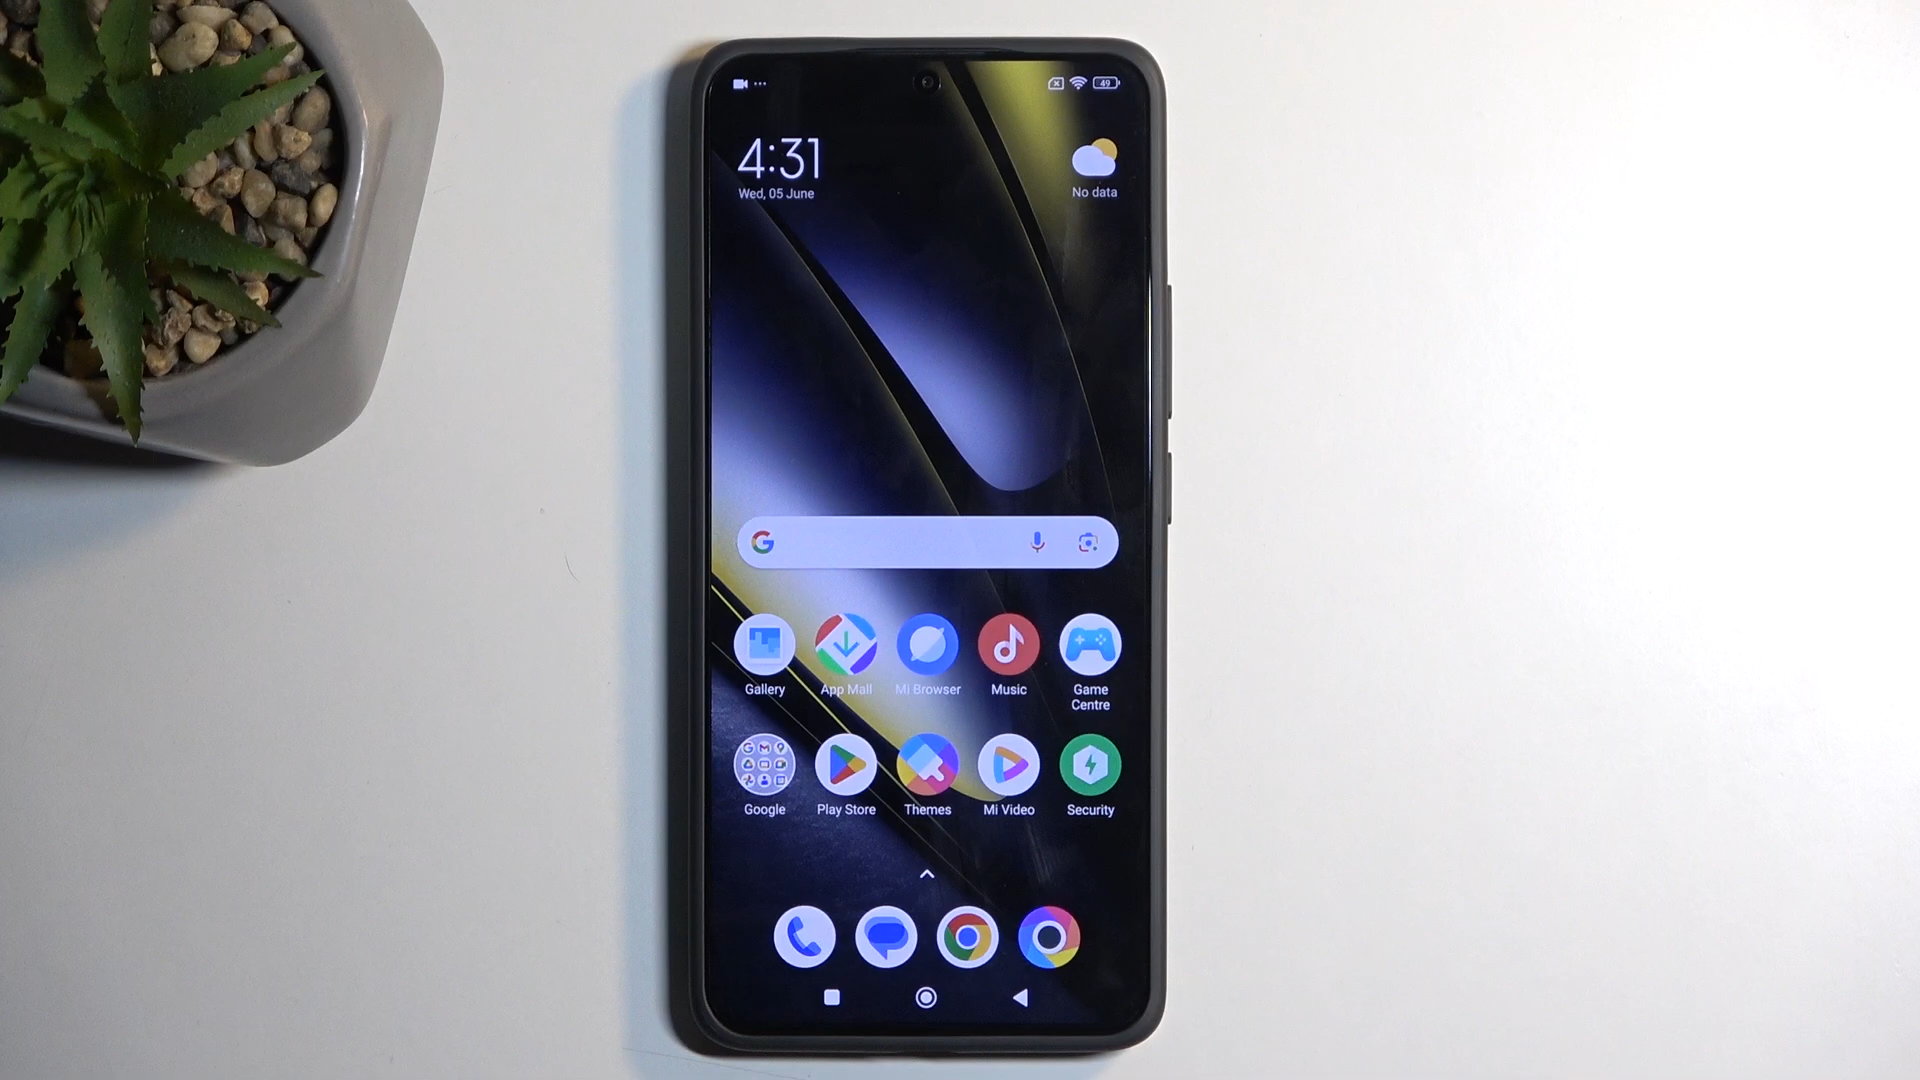 49
4:31
Wed, 05 June
No data
Gallery
App Mall
Mi Browser
Music
Game
Centre
Google
Play Store
Themes
Mi Video
Security